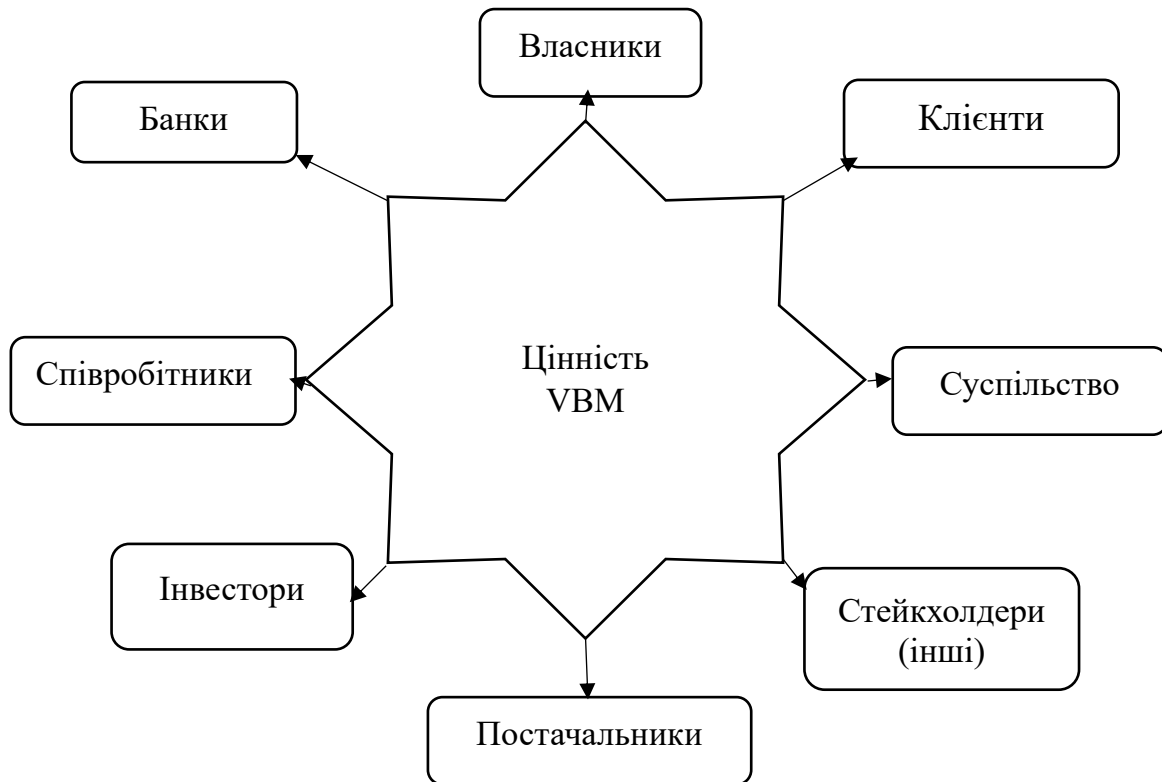 Власники
Банки
Клієнти
Співробітники
Цінність
VBM
Суспільство
Інвестори
Стейкхолдери
(інші)
Постачальники